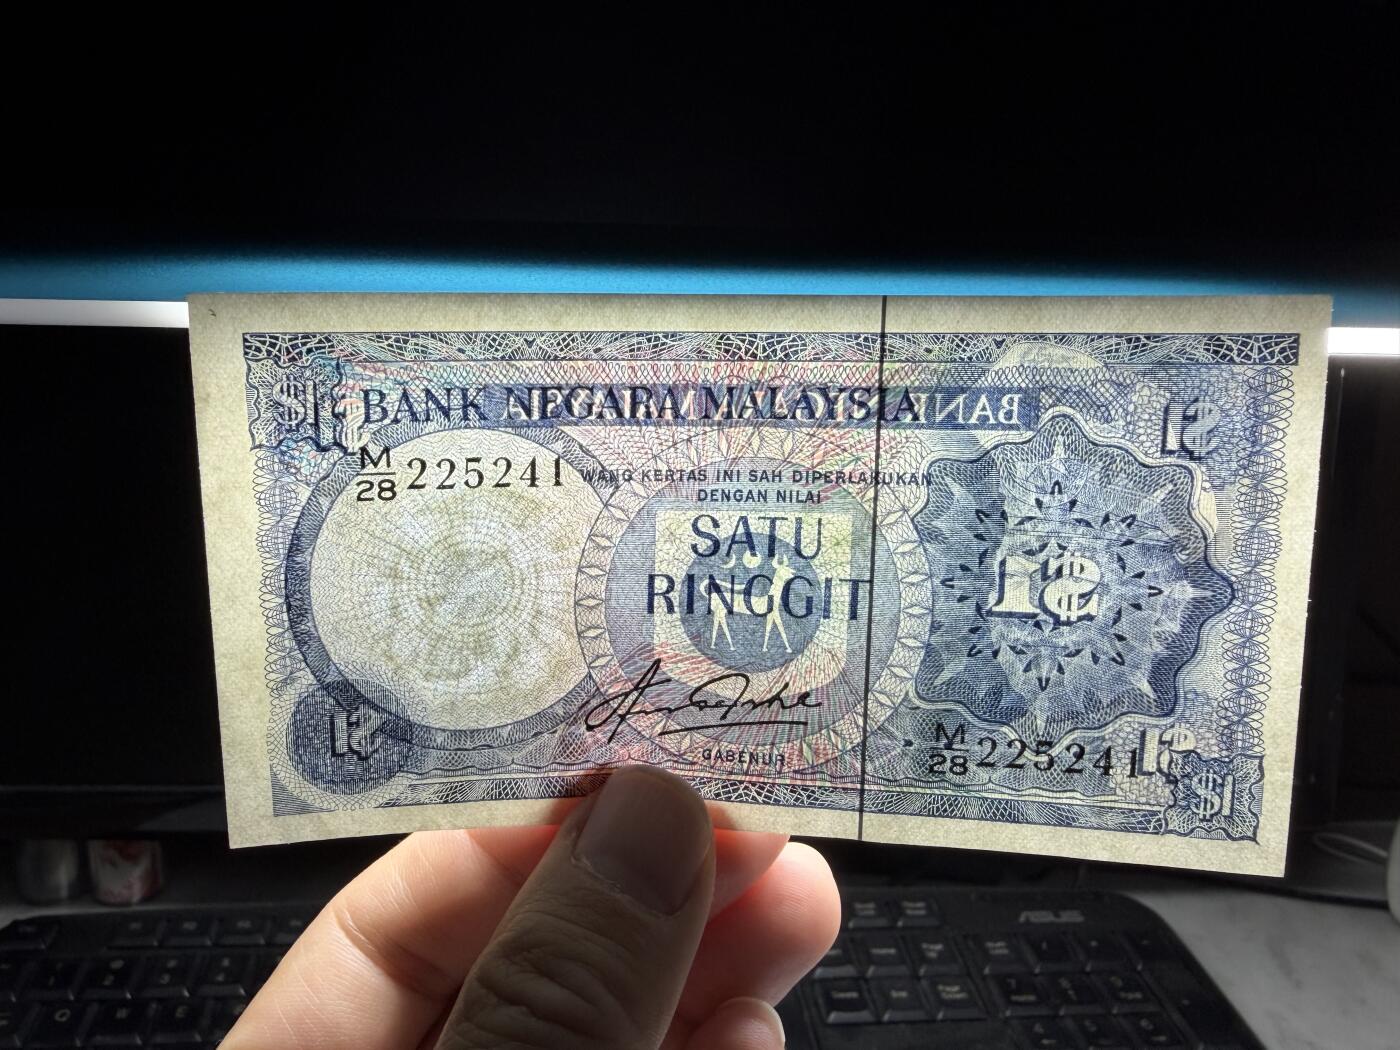 $1
BANK NEGARA MALAYSIA
M/28 225241
WANG KERTAS INI SAH DIPERLAKUKAN
DENGAN NILAI
SATU
RINGGIT
GABENUR
M/28 225241
$1
ASUS